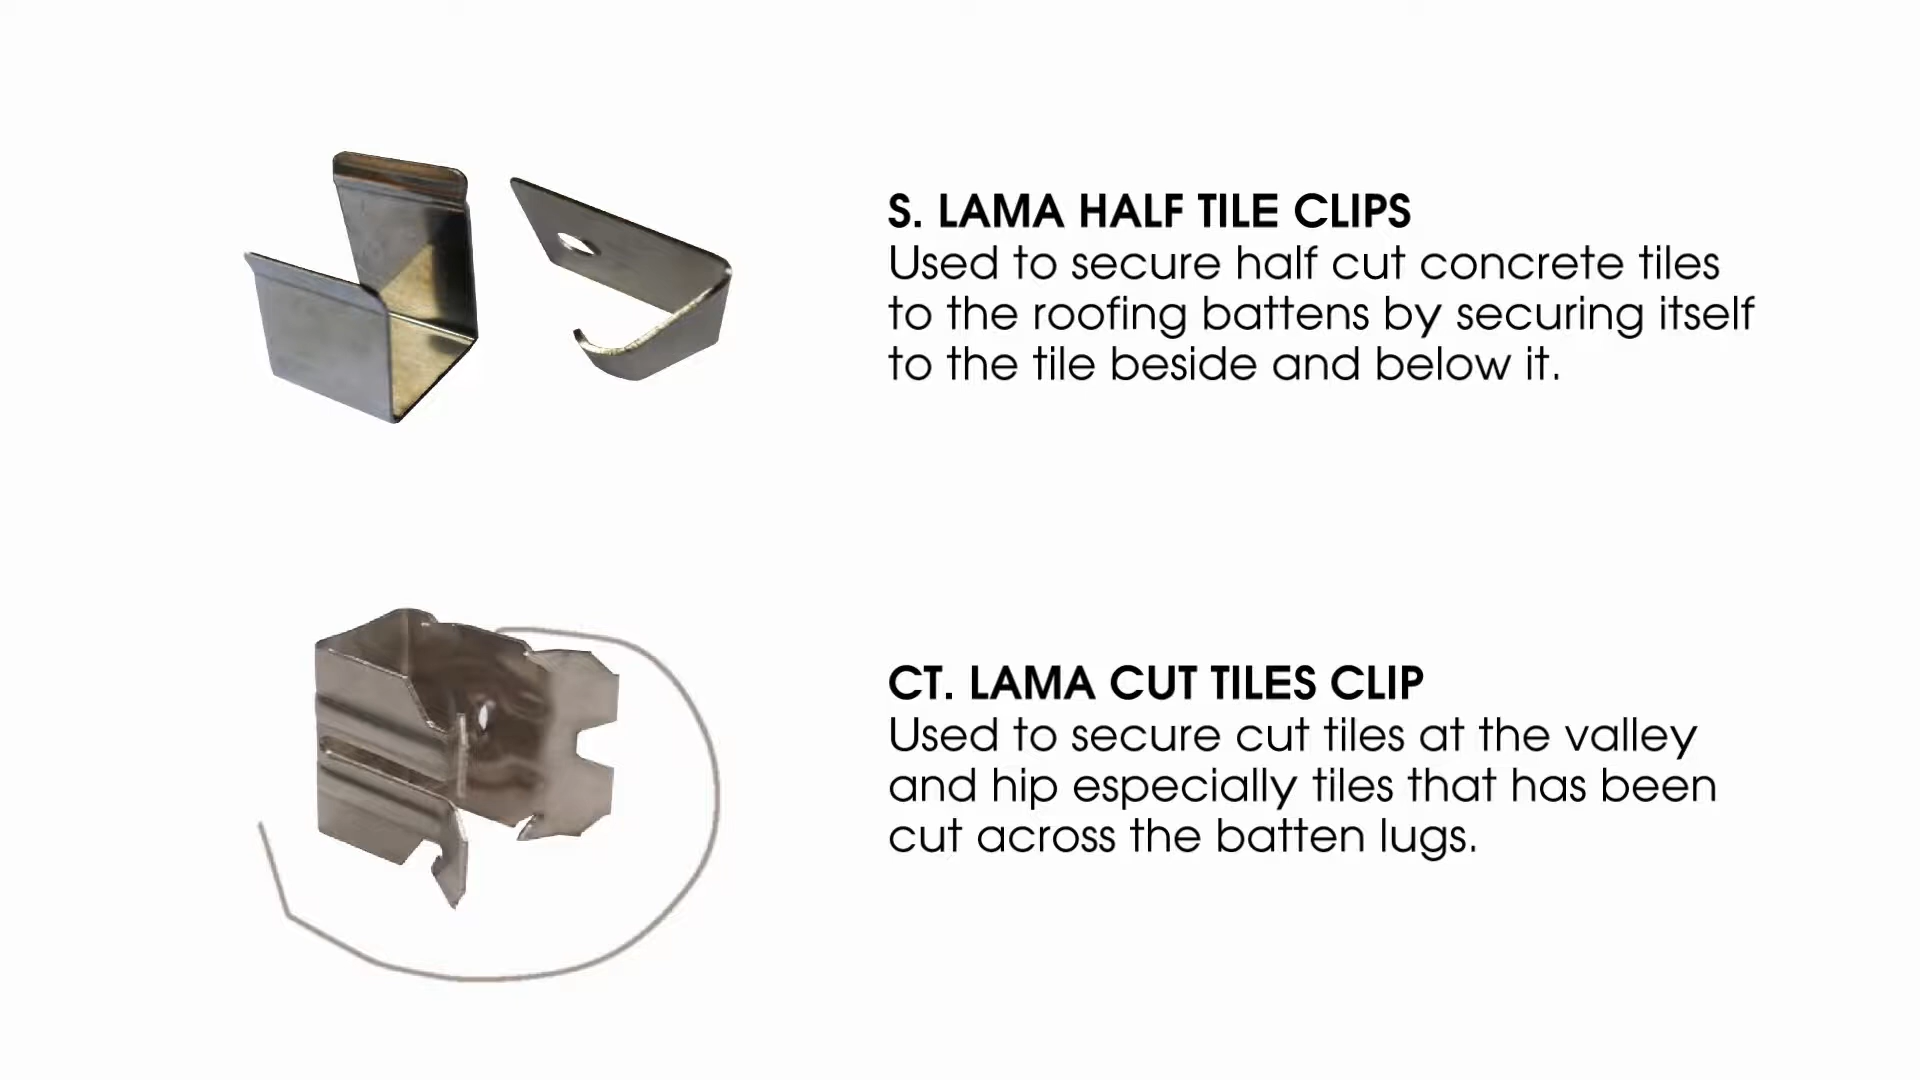 S. LAMA HALF TILE CLIPS
Used to secure half cut concrete tiles
to the roofing battens by securing itself
to the tile beside and below it.
CT. LAMA CUT TILES CLIP
Used to secure cut tiles at the valley
and hip especially tiles that has been
cut across the batten lugs.